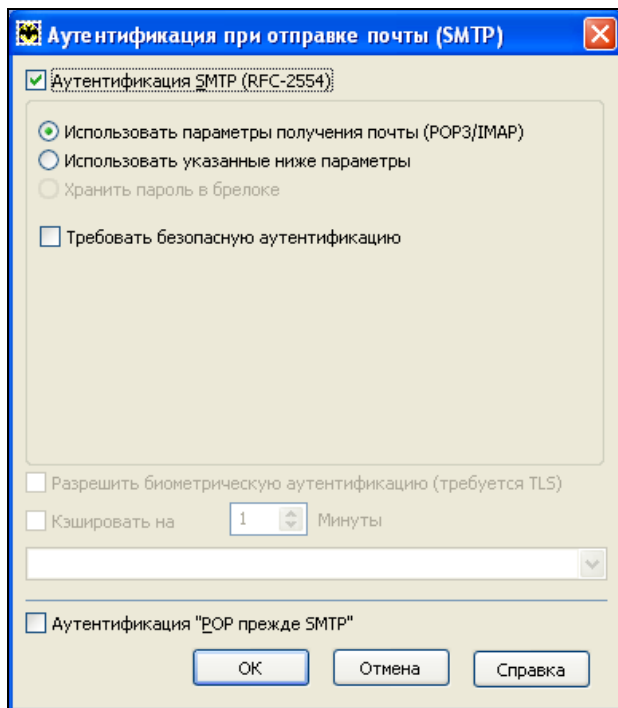 Аутентификация при отправке почты (SMTP)
Аутентификация SMTP (RFC-2554)
Использовать параметры получения почты (POP3/IMAP)
Использовать указанные ниже параметры
Хранить пароль в брелоке
Требовать безопасную аутентификацию
Разрешить биометрическую аутентификацию (требуется TLS)
Кэшировать на 1 Минуты
Аутентификация "POP прежде SMTP"
ОК Отмена Справка